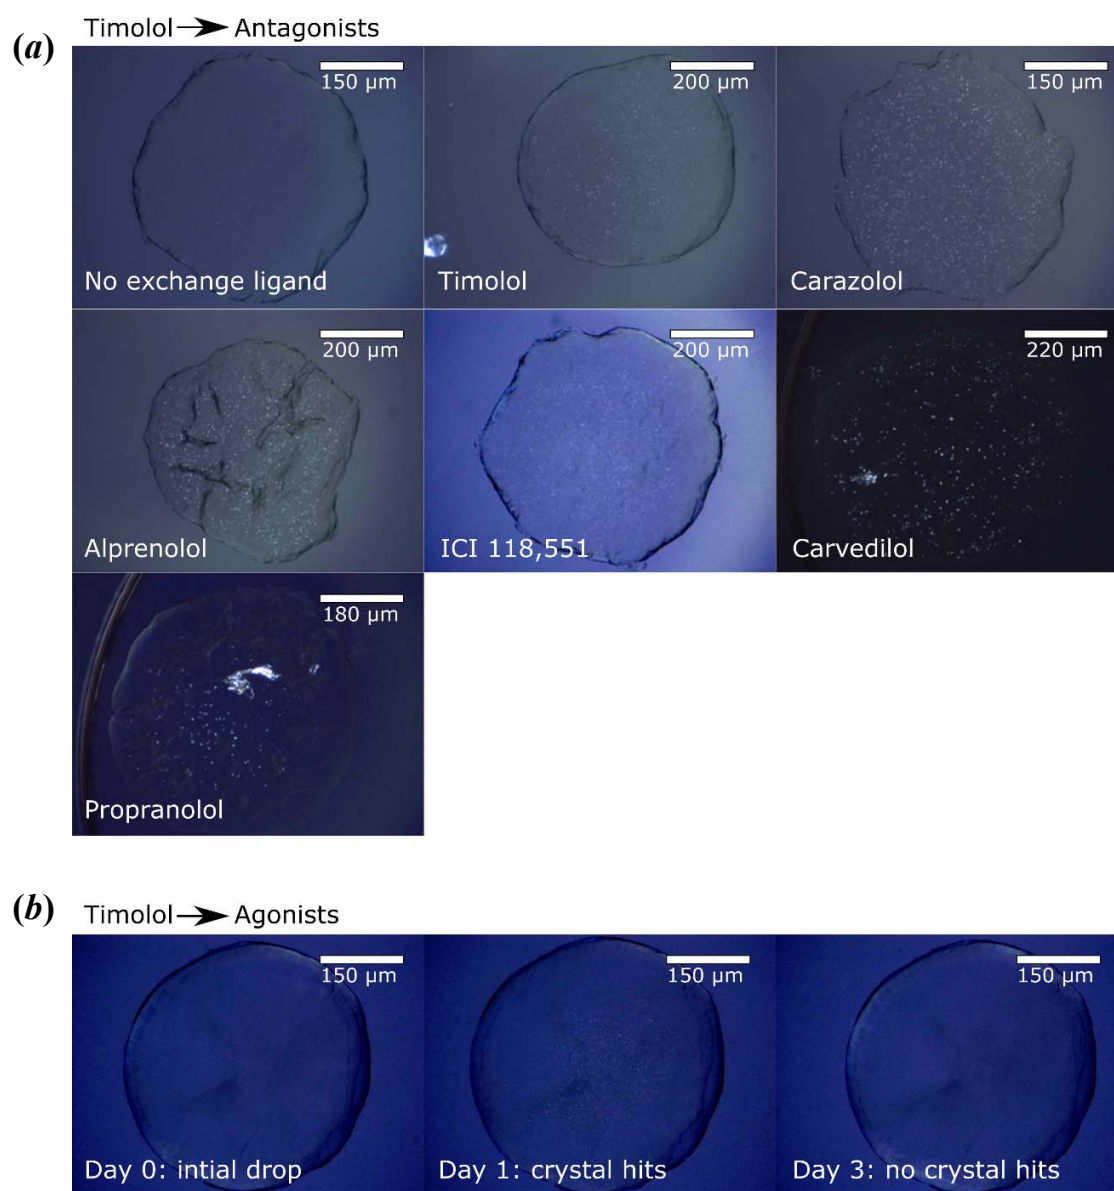 (a)
Timolol → Antagonists
150 µm
200 µm
150 µm
No exchange ligand
Timolol
Carazolol
200 µm
200 µm
220 µm
Alprenolol
ICI 118,551
Carvedilol
180 µm
Propranolol
(b)
Timolol → Agonists
150 µm
150 µm
150 µm
Day 0: intial drop
Day 1: crystal hits
Day 3: no crystal hits